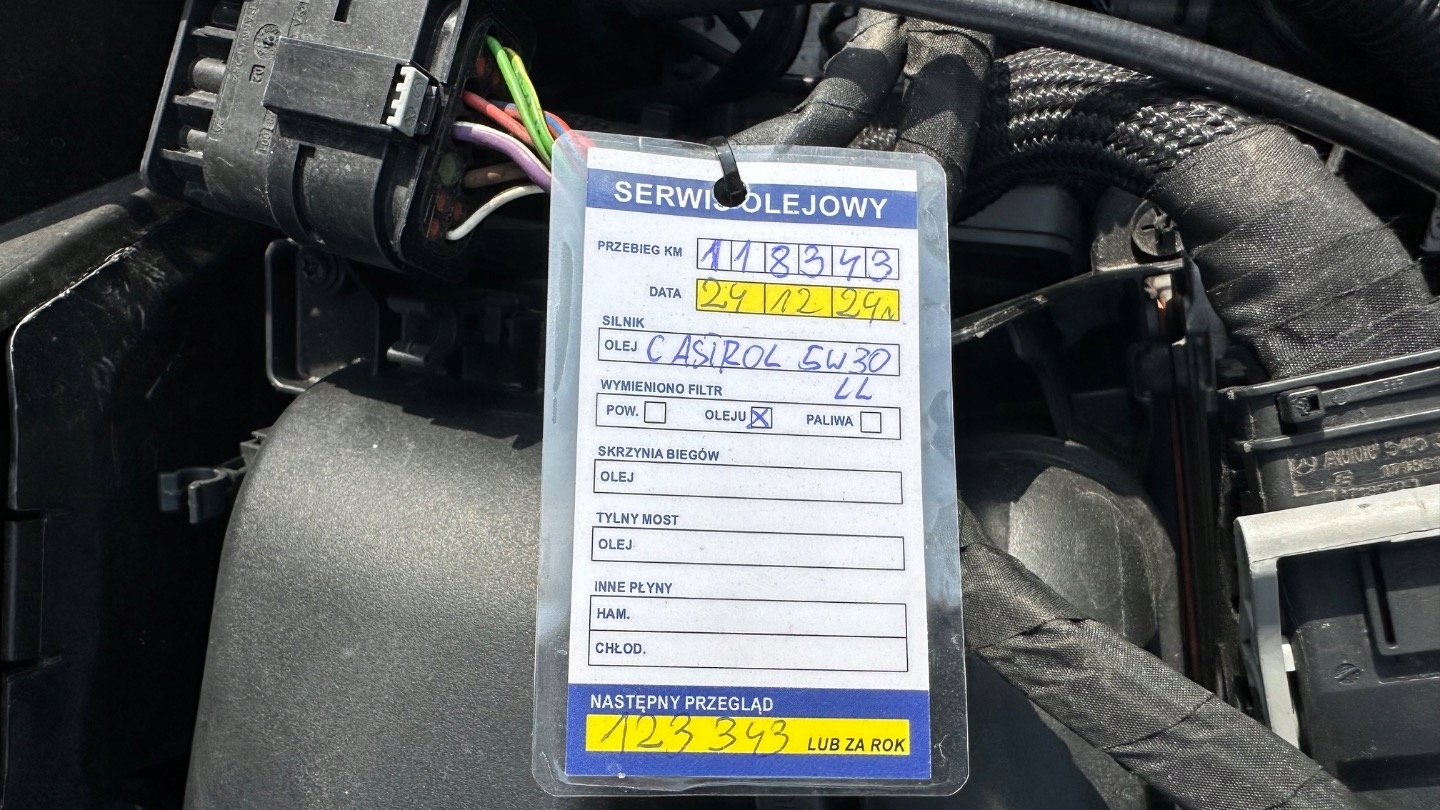 SERWIS OLEJOWY
PRZEBIEG KM 118343
DATA 24 12 24r
SILNIK
OLEJ CASTROL 5W30
LL
WYMIENIONO FILTR
POW. OLEJU X PALIWA
SKRZYNIA BIEGÓW
OLEJ
TYLNY MOST
OLEJ
INNE PŁYNY
HAM.
CHŁOD.
NASTĘPNY PRZEGLĄD
123 343 LUB ZA ROK